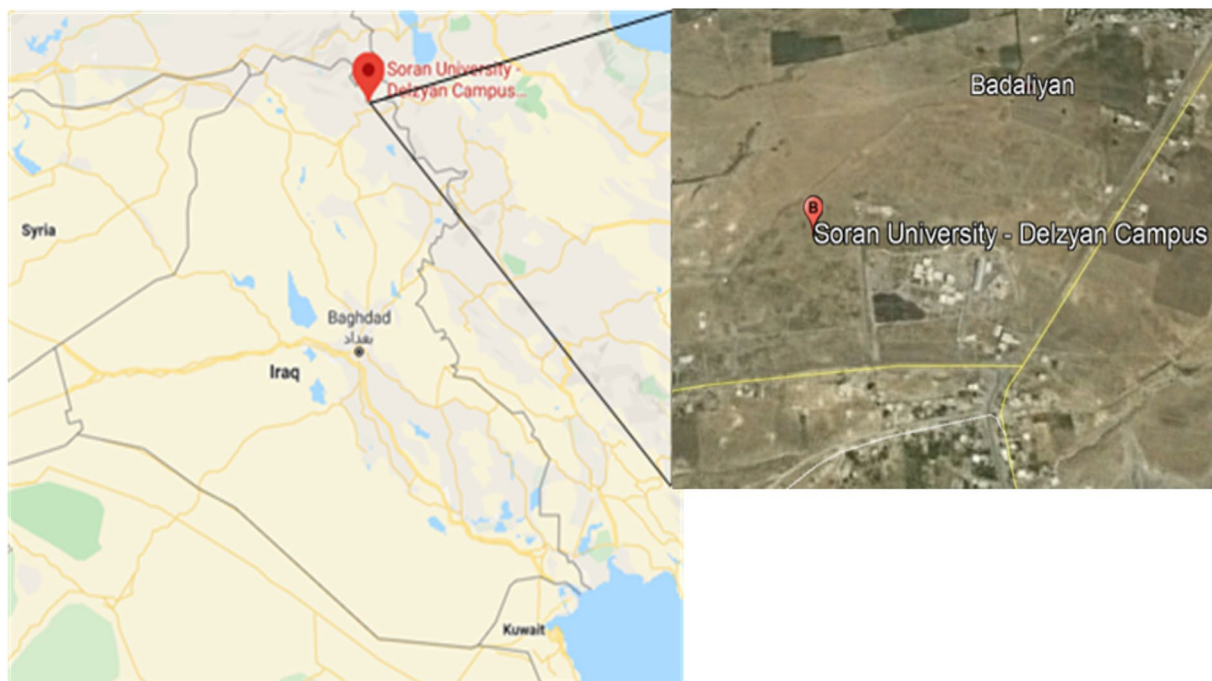 Soran University -
Delzyan Campus...
Syria
Baghdad
بغداد
Iraq
Kuwait
Badaliyan
B
Soran University - Delzyan Campus